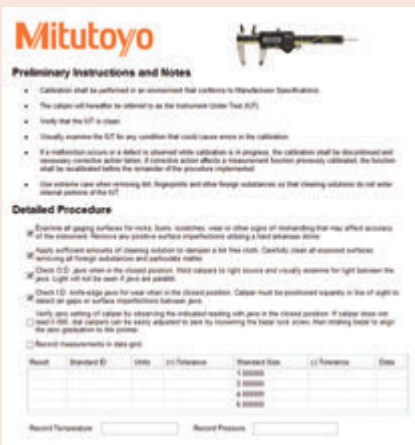 Mitutoyo
Preliminary Instructions and Notes
Calibration shall be performed in an environment that conforms to Manufacturer Specifications.
The caliper will hereafter be referred to as the Instrument Under Test (IUT).
Verify that the IUT is clean.
Visually examine the IUT for any condition that could cause errors in the calibration.
If a malfunction occurs or a defect is observed while calibration is in progress, the calibration shall be discontinued and
necessary corrective action taken. If corrective action affects a measurement function previously calibrated, the function
shall be recalibrated before the remainder of the procedure implemented.
Use extreme care when removing dirt, fingerprints and other foreign substances so that cleaning solutions do not enter
internal portions of the IUT.
Detailed Procedure
Examine all gaging surfaces for nicks, burrs, scratches, wear or other signs of mishandling that may affect accuracy
of the instrument. Remove any positive surface imperfections utilizing a hard arkansas stone.
Apply sufficient amounts of cleaning solution to dampen a lint free cloth. Carefully clean all exposed surfaces
removing all foreign substances and particulate matter.
Check O.D. jaws when in the closed position. Hold calipers to light source and visually examine for light between the
jaws. Light will not be seen if jaws are parallel.
Check I.D. knife-edge jaws for wear when in the closed position. Caliper must be positioned squarely in line of sight to
detect air gaps or surface imperfections between jaws.
Verify zero setting of caliper by observing the indicated reading with jaws in the closed position. If caliper does not
read 0.000, dial calipers can be easily adjusted to zero by loosening the bezel lock screw, then rotating bezel to align
the zero graduation to the pointer.
Record measurements in data grid.
Result Standard ID Units (+) Tolerance Standard Size (-) Tolerance Date
1.000000
Record Temperature Record Pressure